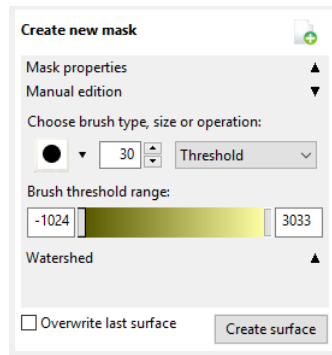 Create new mask
Mask properties
Manual edition
Choose brush type, size or operation:
30 Threshold
Brush threshold range:
-1024 3033
Watershed
Overwrite last surface Create surface